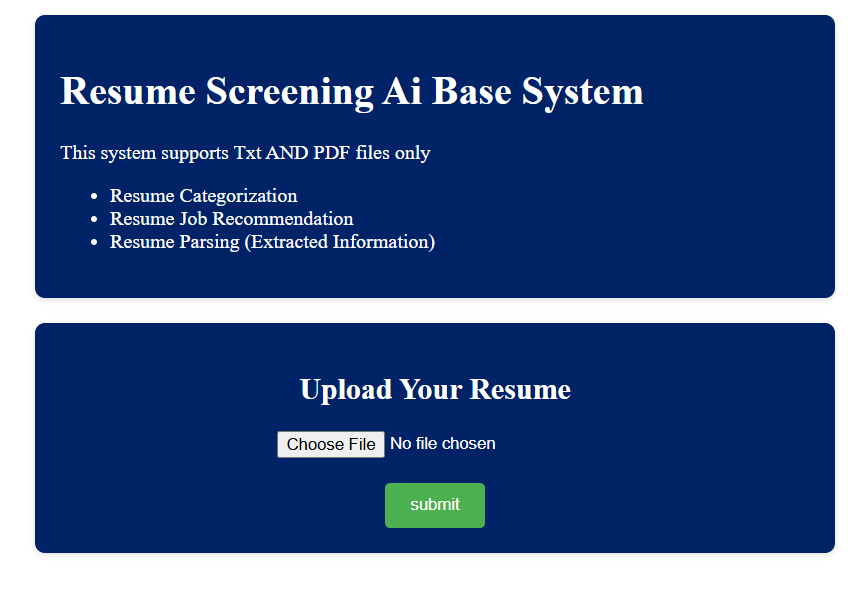 Resume Screening Ai Base System
This system supports Txt AND PDF files only
Resume Categorization
Resume Job Recommendation
Resume Parsing (Extracted Information)
Upload Your Resume
Choose File No file chosen
submit